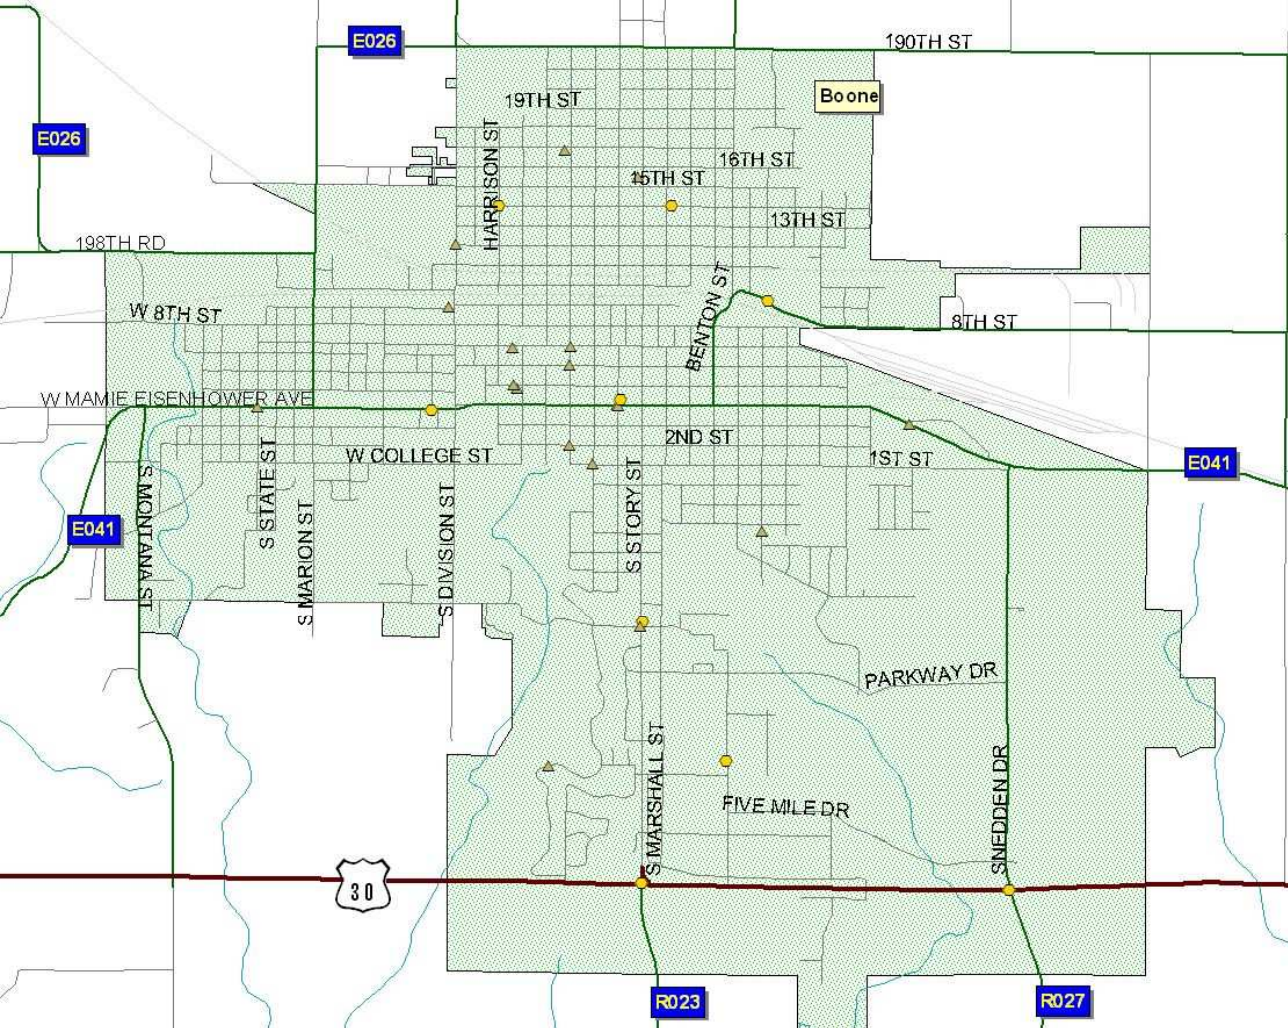 E026
190TH ST
Boone
19TH ST
E026
HARRISON ST
16TH ST
15TH ST
13TH ST
198TH RD
BENTON ST
W 8TH ST
8TH ST
W MAMIE EISENHOWER AVE
2ND ST
W COLLEGE ST
1ST ST
E041
S MONTANA ST
S STATE ST
S MARION ST
S DIVISION ST
S STORY ST
E041
PARKWAY DR
S MARSHALL ST
SNEDDEN DR
FIVE MILE DR
30
R023
R027